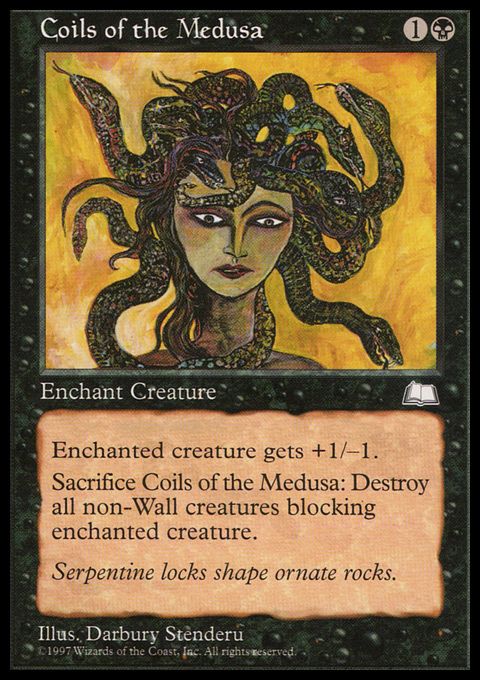 Coils of the Medusa 1
Enchant Creature
Enchanted creature gets +1/–1.
Sacrifice Coils of the Medusa: Destroy
all non-Wall creatures blocking
enchanted creature.
Serpentine locks shape ornate rocks.
Illus. Darbury Stenderu
©1997 Wizards of the Coast, Inc. All rights reserved.